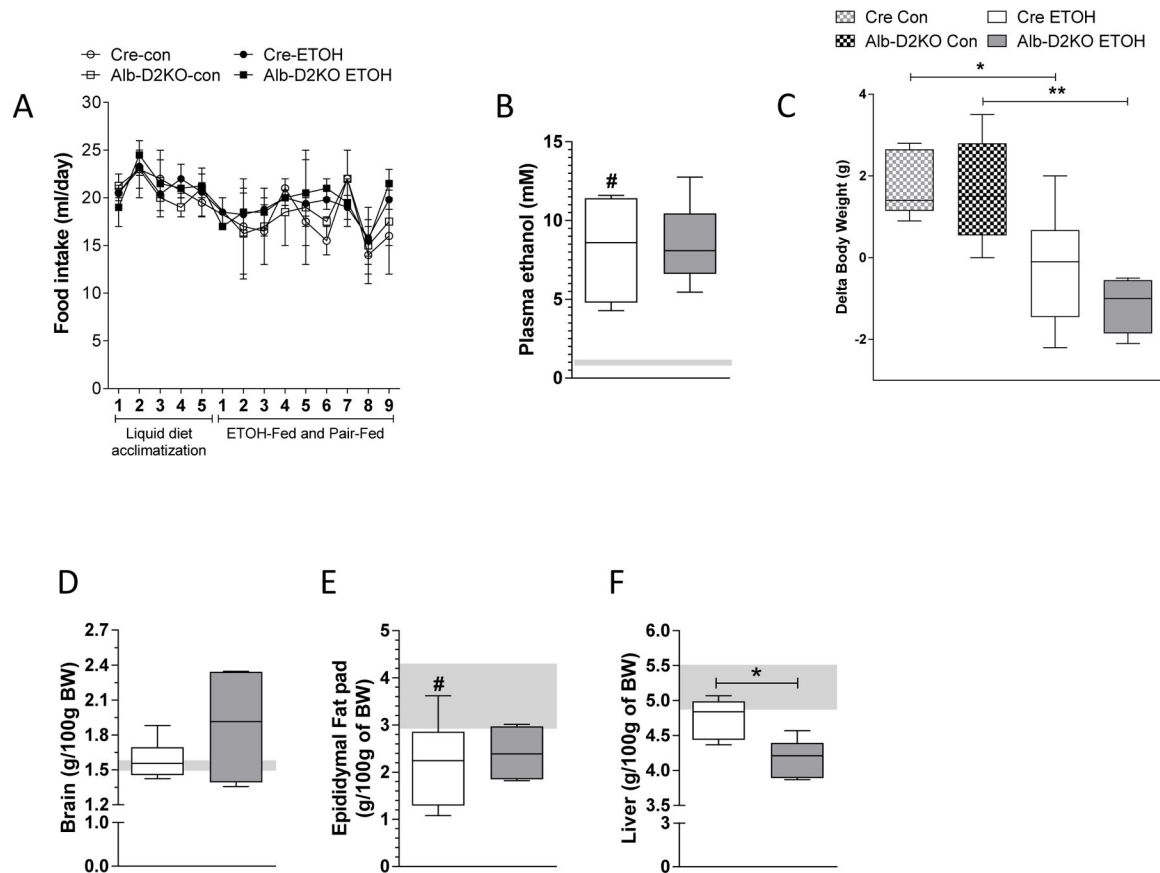 Cre Con
Cre ETOH
Alb-D2KO Con
Alb-D2KO ETOH
A
Cre-con
Cre-ETOH
Alb-D2KO-con
Alb-D2KO ETOH
Food intake (ml/day)
30
25
20
15
10
5
0
1 2 3 4 5 1 2 3 4 5 6 7 8 9
Liquid diet
acclimatization
ETOH-Fed and Pair-Fed
B
Plasma ethanol (mM)
15
10
5
0
#
C
Delta Body Weight (g)
4
2
0
-2
*
**
D
Brain (g/100g BW)
2.7
2.4
2.1
1.8
1.5
1.2
1.0
0.0
E
Epididymal Fat pad
(g/100g of BW)
5
4
3
2
1
0
#
F
Liver (g/100g of BW)
6.0
5.5
5.0
4.5
4.0
3.5
3
0
*